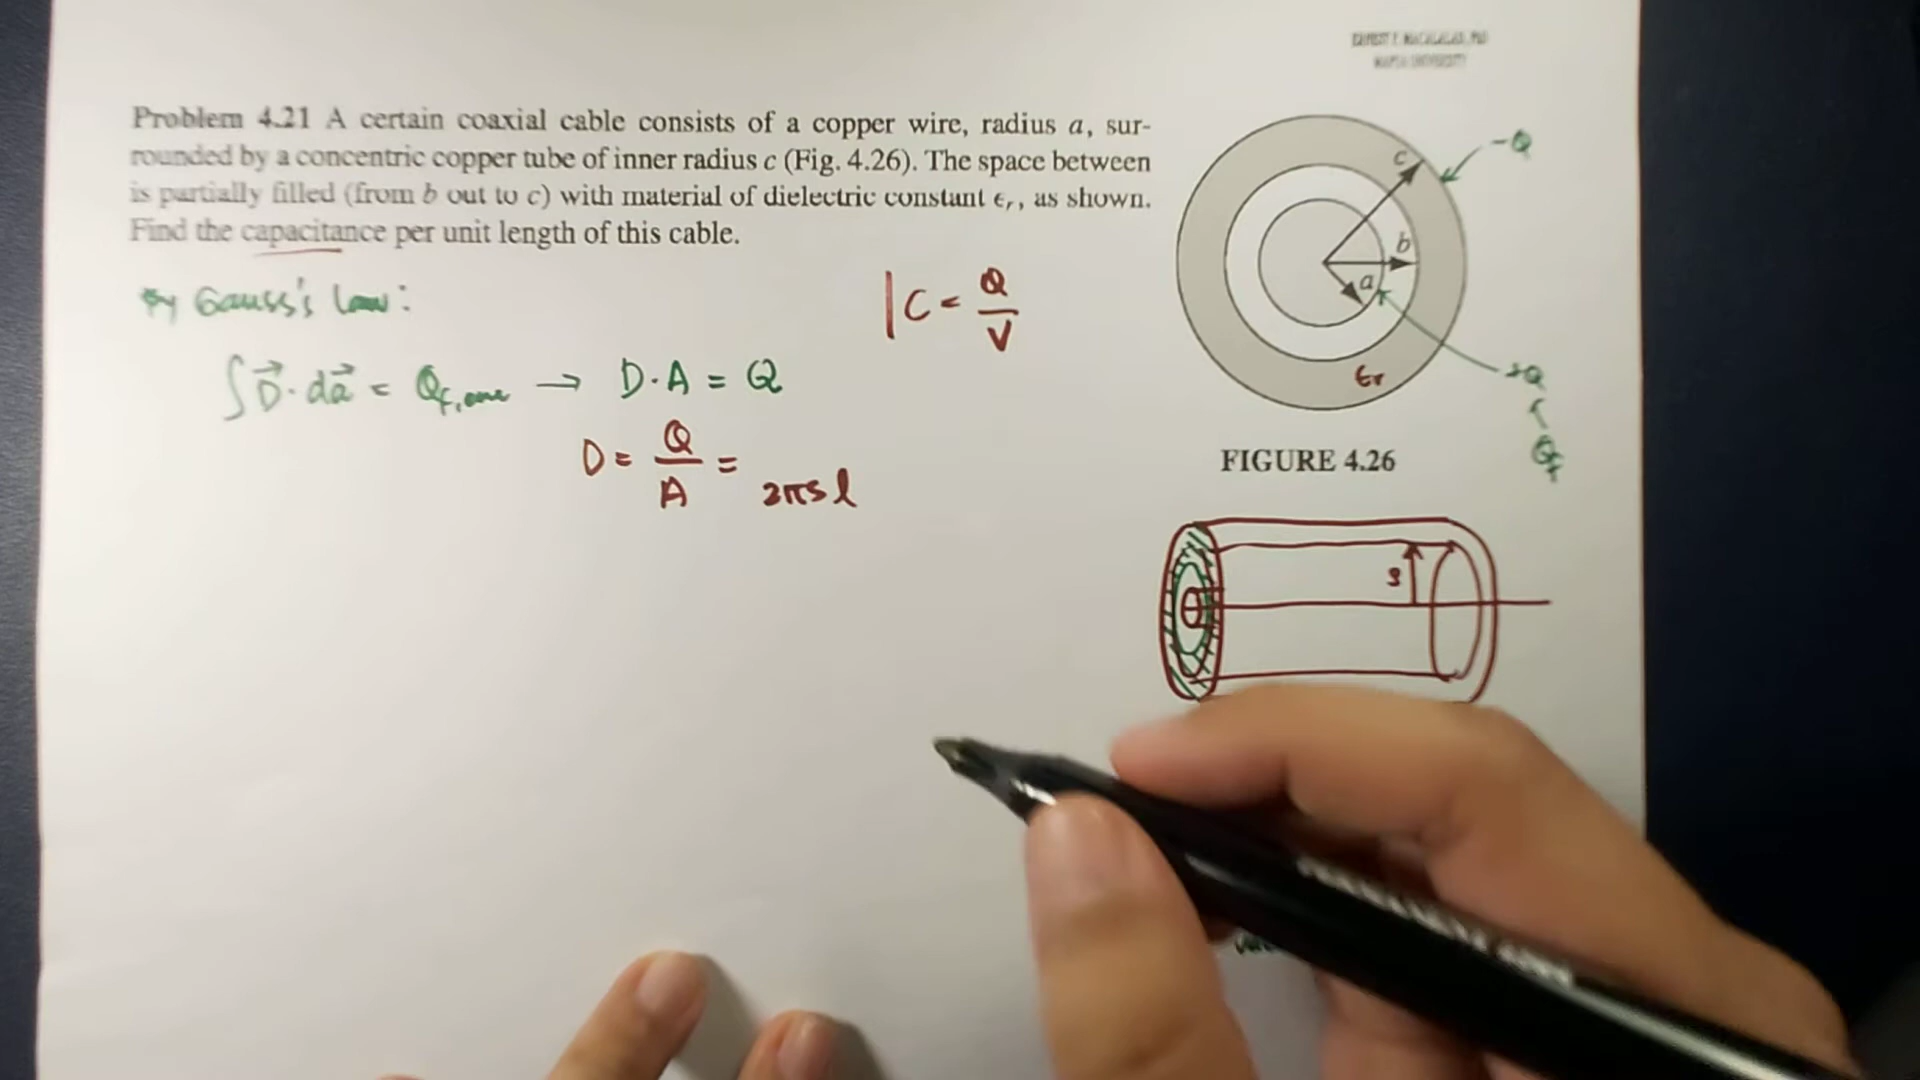 Problem 4.21 A certain coaxial cable consists of a copper wire, radius a, sur-
rounded by a concentric copper tube of inner radius c (Fig. 4.26). The space between
is partially filled (from b out to c) with material of dielectric constant ϵr, as shown.
Find the capacitance per unit length of this cable.
By Gauss's law:
C = Q/V
∫D⃗·da⃗ = Qf,enc → D·A = Q
D = Q/A =
2πsl
c
b
a
-Q
+Q
Qf
ϵr
FIGURE 4.26
s